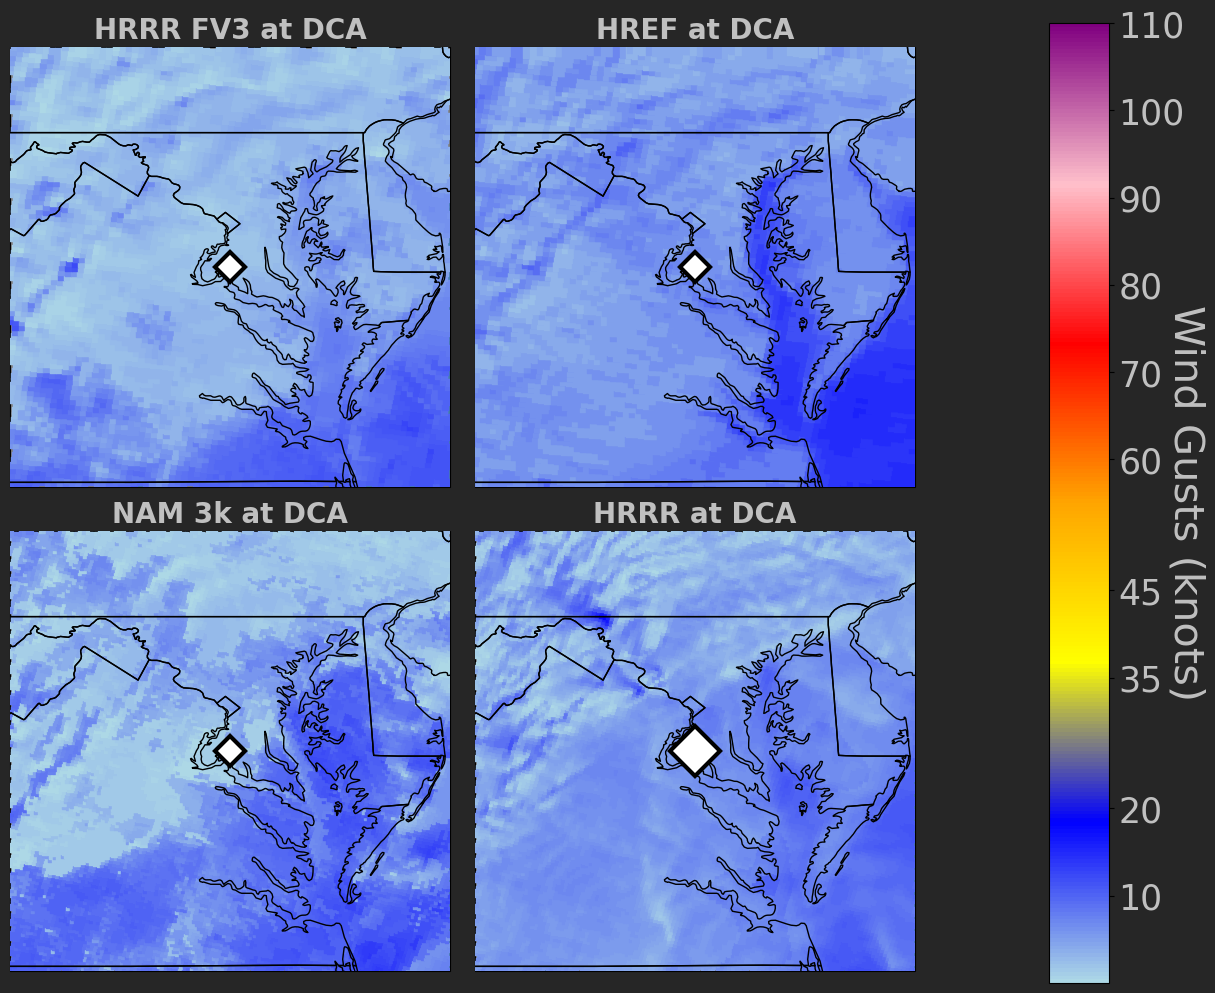 HRRR FV3 at DCA
HREF at DCA
NAM 3k at DCA
HRRR at DCA
110
100
90
80
70
60
45
35
20
10
Wind Gusts (knots)